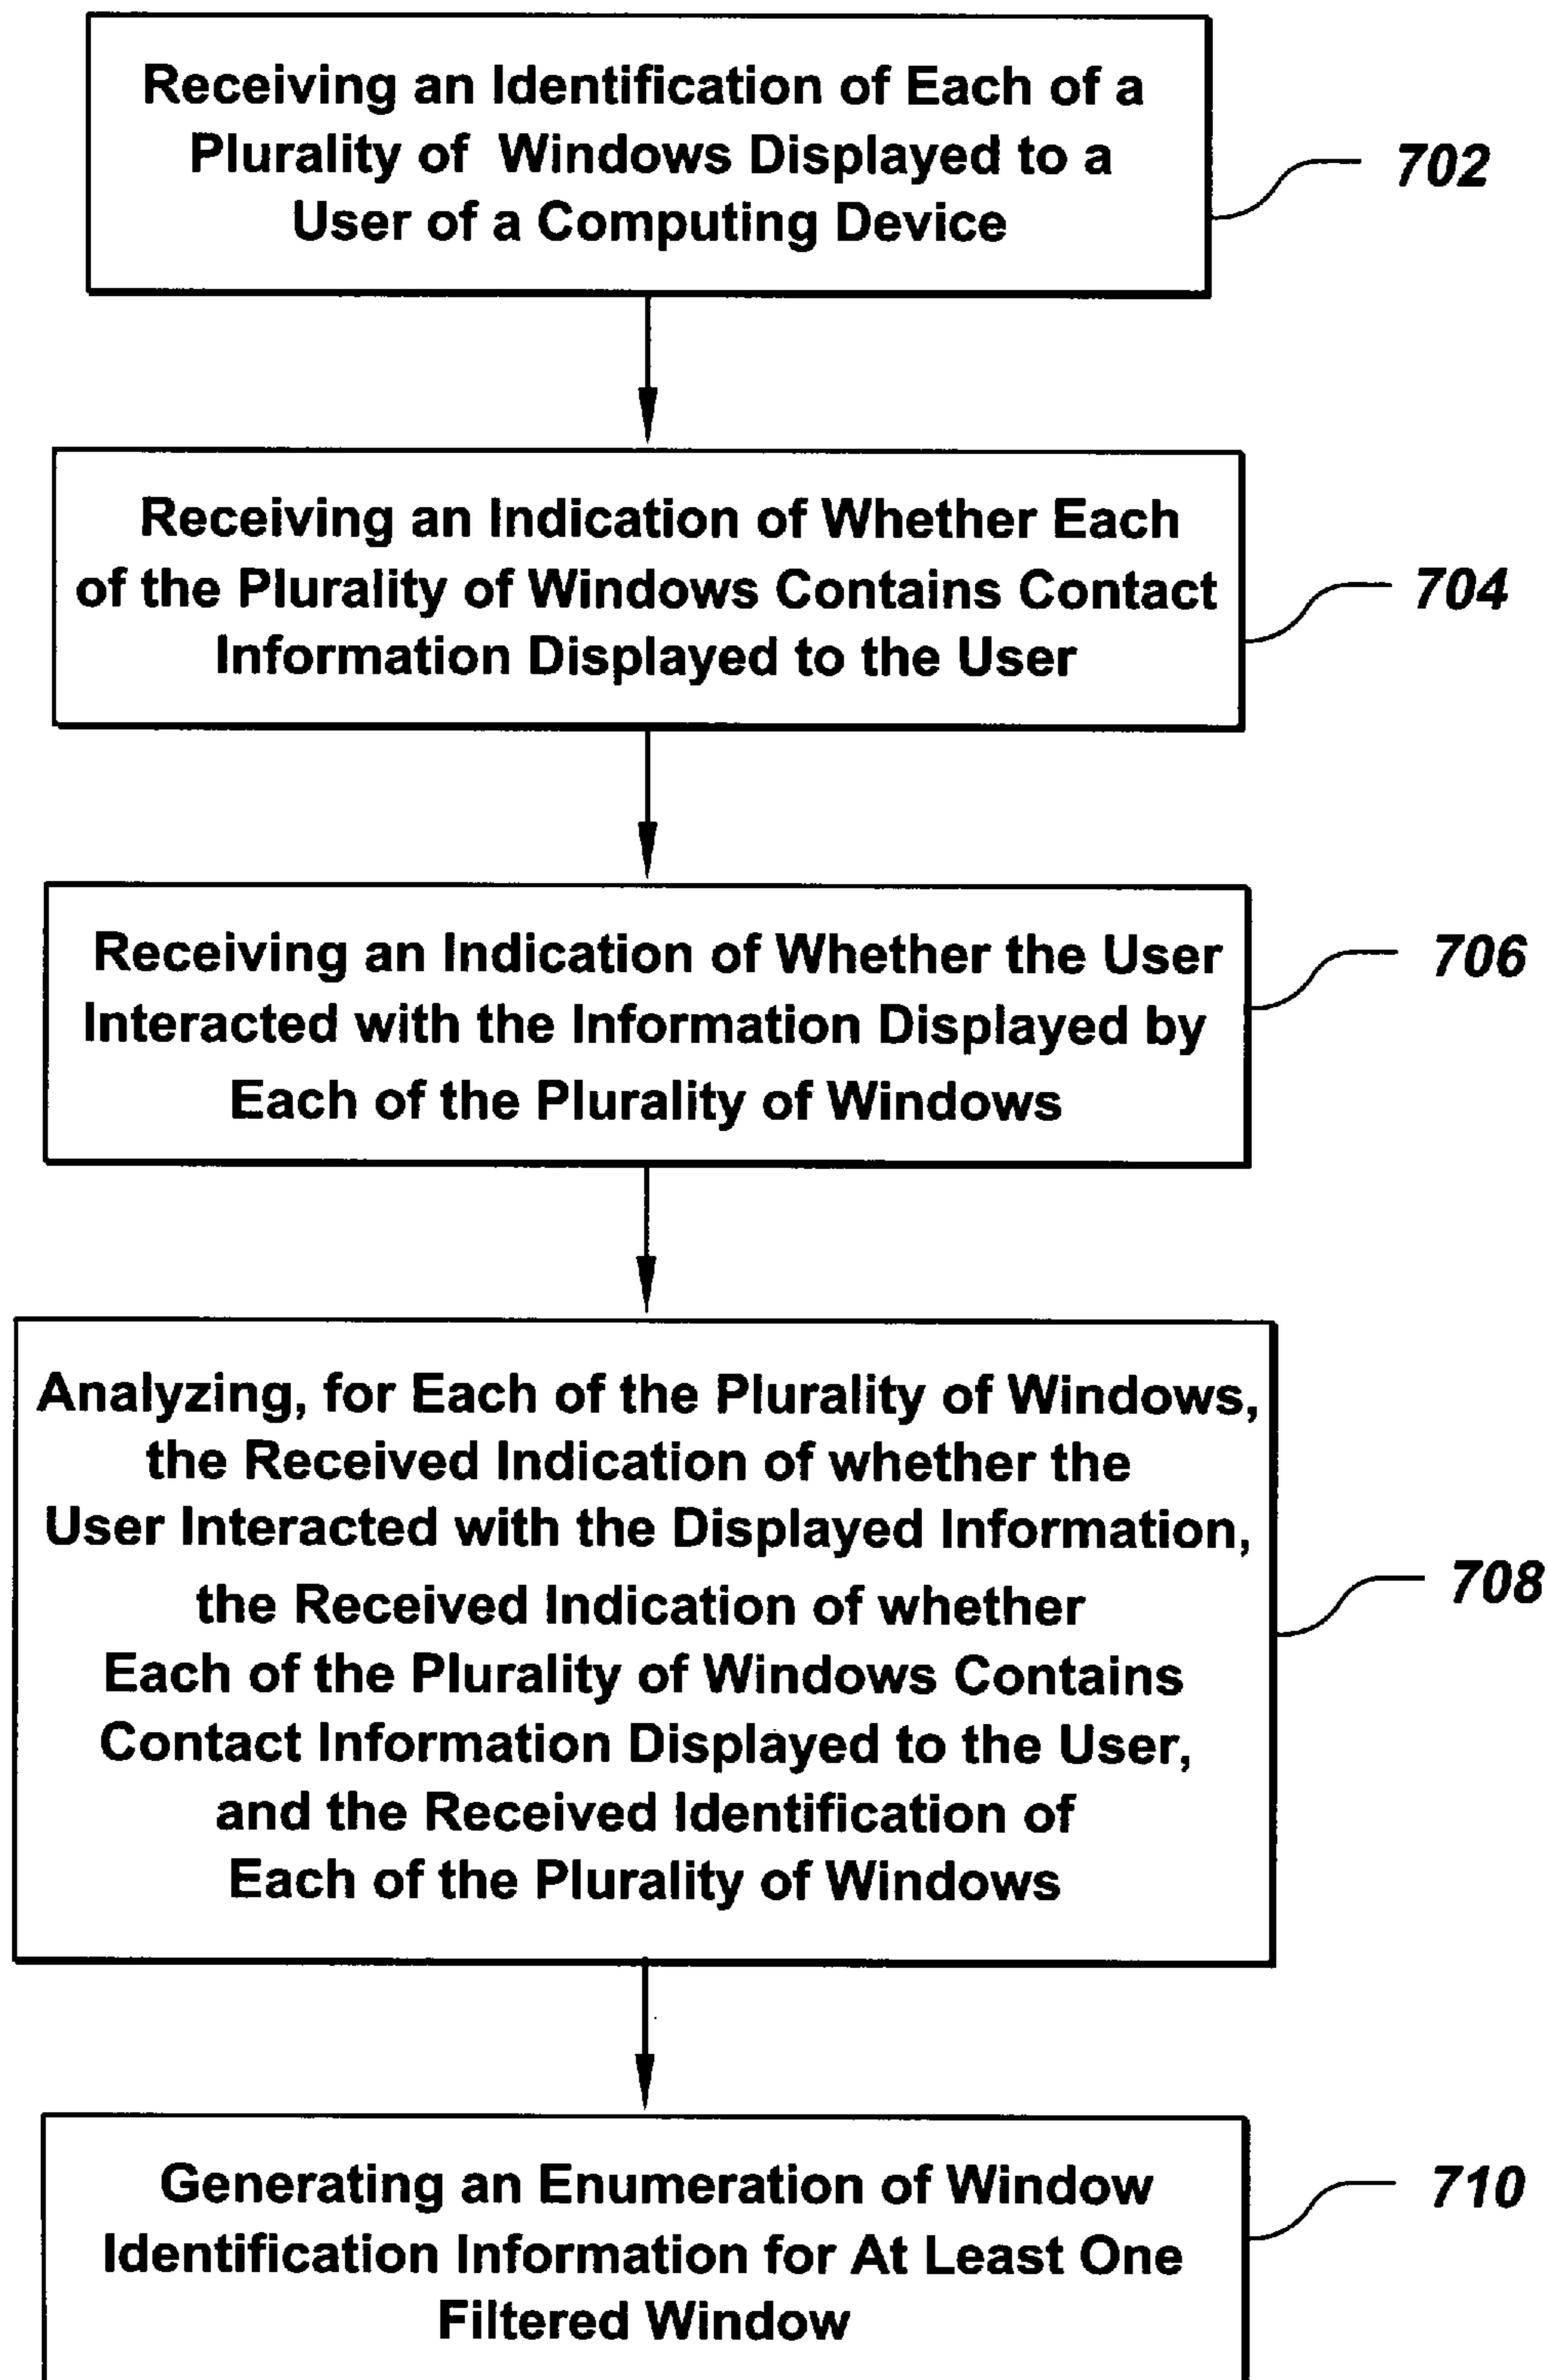 Receiving an Identification of Each of a
Plurality of Windows Displayed to a
User of a Computing Device
702
Receiving an Indication of Whether Each
of the Plurality of Windows Contains Contact
Information Displayed to the User
704
Receiving an Indication of Whether the User
Interacted with the Information Displayed by
Each of the Plurality of Windows
706
Analyzing, for Each of the Plurality of Windows,
the Received Indication of whether the
User Interacted with the Displayed Information,
the Received Indication of whether
Each of the Plurality of Windows Contains
Contact Information Displayed to the User,
and the Received Identification of
Each of the Plurality of Windows
708
Generating an Enumeration of Window
Identification Information for At Least One
Filtered Window
710